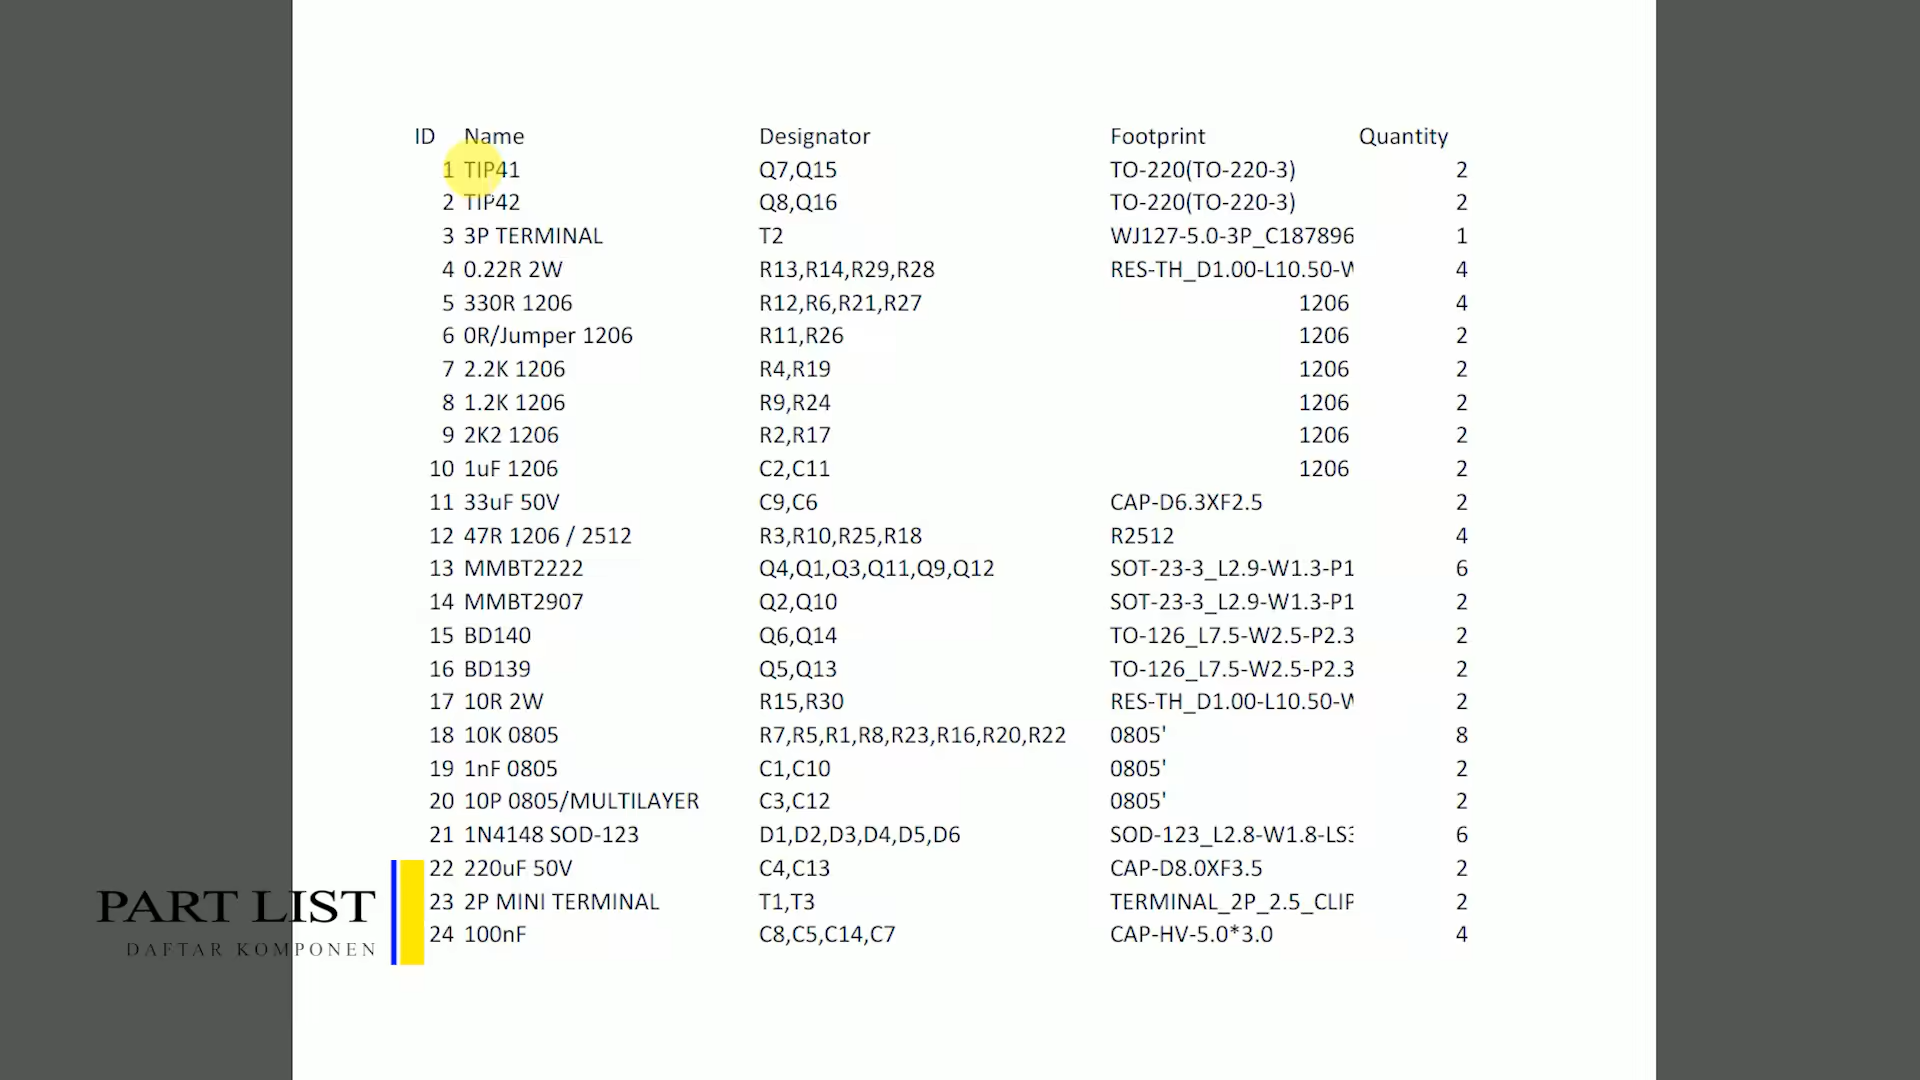 ID Name Designator Footprint Quantity
1 TIP41 Q7,Q15 TO-220(TO-220-3) 2
2 TIP42 Q8,Q16 TO-220(TO-220-3) 2
3 3P TERMINAL T2 WJ127-5.0-3P_C187896 1
4 0.22R 2W R13,R14,R29,R28 RES-TH_D1.00-L10.50-W 4
5 330R 1206 R12,R6,R21,R27 1206 4
6 0R/Jumper 1206 R11,R26 1206 2
7 2.2K 1206 R4,R19 1206 2
8 1.2K 1206 R9,R24 1206 2
9 2K2 1206 R2,R17 1206 2
10 1uF 1206 C2,C11 1206 2
11 33uF 50V C9,C6 CAP-D6.3XF2.5 2
12 47R 1206 / 2512 R3,R10,R25,R18 R2512 4
13 MMBT2222 Q4,Q1,Q3,Q11,Q9,Q12 SOT-23-3_L2.9-W1.3-P1 6
14 MMBT2907 Q2,Q10 SOT-23-3_L2.9-W1.3-P1 2
15 BD140 Q6,Q14 TO-126_L7.5-W2.5-P2.3 2
16 BD139 Q5,Q13 TO-126_L7.5-W2.5-P2.3 2
17 10R 2W R15,R30 RES-TH_D1.00-L10.50-W 2
18 10K 0805 R7,R5,R1,R8,R23,R16,R20,R22 0805' 8
19 1nF 0805 C1,C10 0805' 2
20 10P 0805/MULTILAYER C3,C12 0805' 2
21 1N4148 SOD-123 D1,D2,D3,D4,D5,D6 SOD-123_L2.8-W1.8-LS3 6
22 220uF 50V C4,C13 CAP-D8.0XF3.5 2
23 2P MINI TERMINAL T1,T3 TERMINAL_2P_2.5_CLIP 2
24 100nF C8,C5,C14,C7 CAP-HV-5.0*3.0 4
PART LIST
DAFTAR KOMPONEN